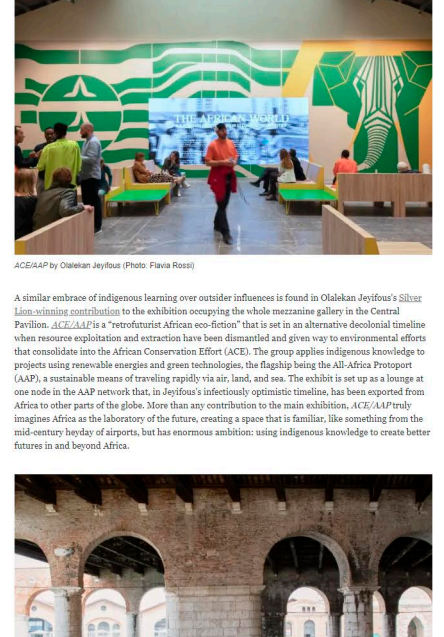 THE AFRICAN WORLD
ACE/AAP by Olalekan Jeyifous (Photo: Flavia Rossi)
A similar embrace of indigenous learning over outsider influences is found in Olalekan Jeyifous's Silver
Lion-winning contribution to the exhibition occupying the whole mezzanine gallery in the Central
Pavilion. ACE/AAP is a “retrofuturist African eco-fiction” that is set in an alternative decolonial timeline
when resource exploitation and extraction have been dismantled and given way to environmental efforts
that consolidate into the African Conservation Effort (ACE). The group applies indigenous knowledge to
projects using renewable energies and green technologies, the flagship being the All-Africa Protoport
(AAP), a sustainable means of traveling rapidly via air, land, and sea. The exhibit is set up as a lounge at
one node in the AAP network that, in Jeyifous's infectiously optimistic timeline, has been exported from
Africa to other parts of the globe. More than any contribution to the main exhibition, ACE/AAP truly
imagines Africa as the laboratory of the future, creating a space that is familiar, like something from the
mid-century heyday of airports, but has enormous ambition: using indigenous knowledge to create better
futures in and beyond Africa.